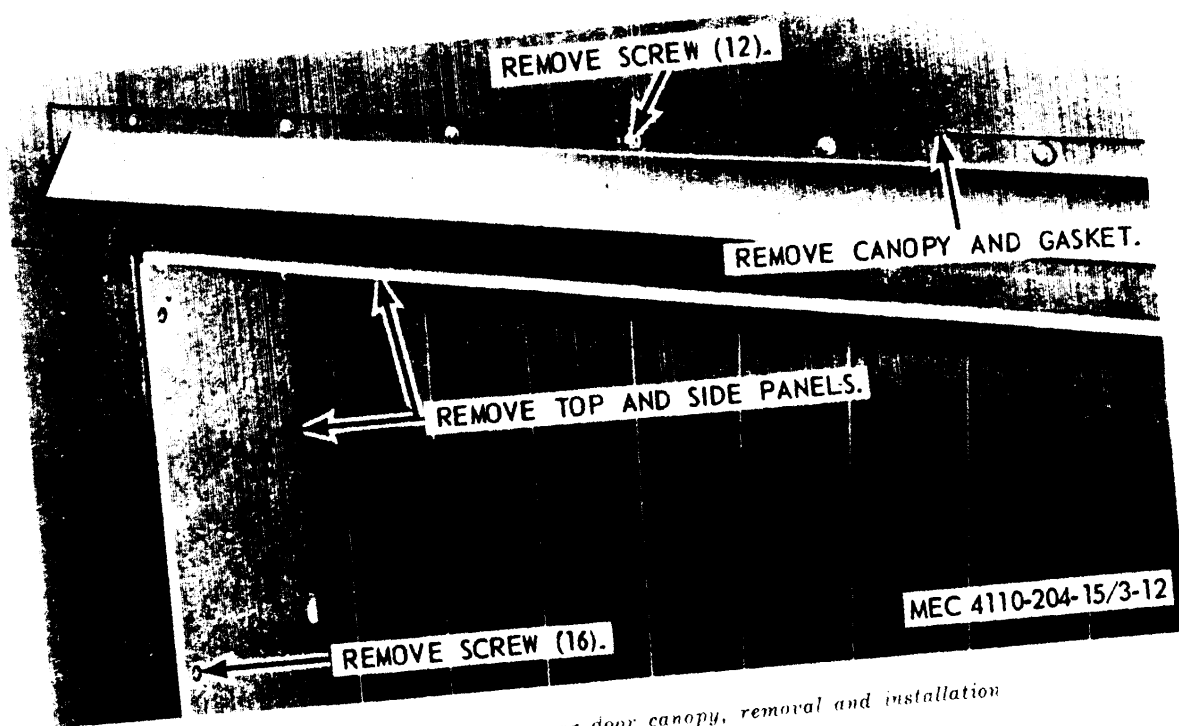 REMOVE SCREW (12).
REMOVE CANOPY AND GASKET.
REMOVE TOP AND SIDE PANELS.
MEC 4110-204-15/3-12
REMOVE SCREW (16).
door canopy, removal and installation